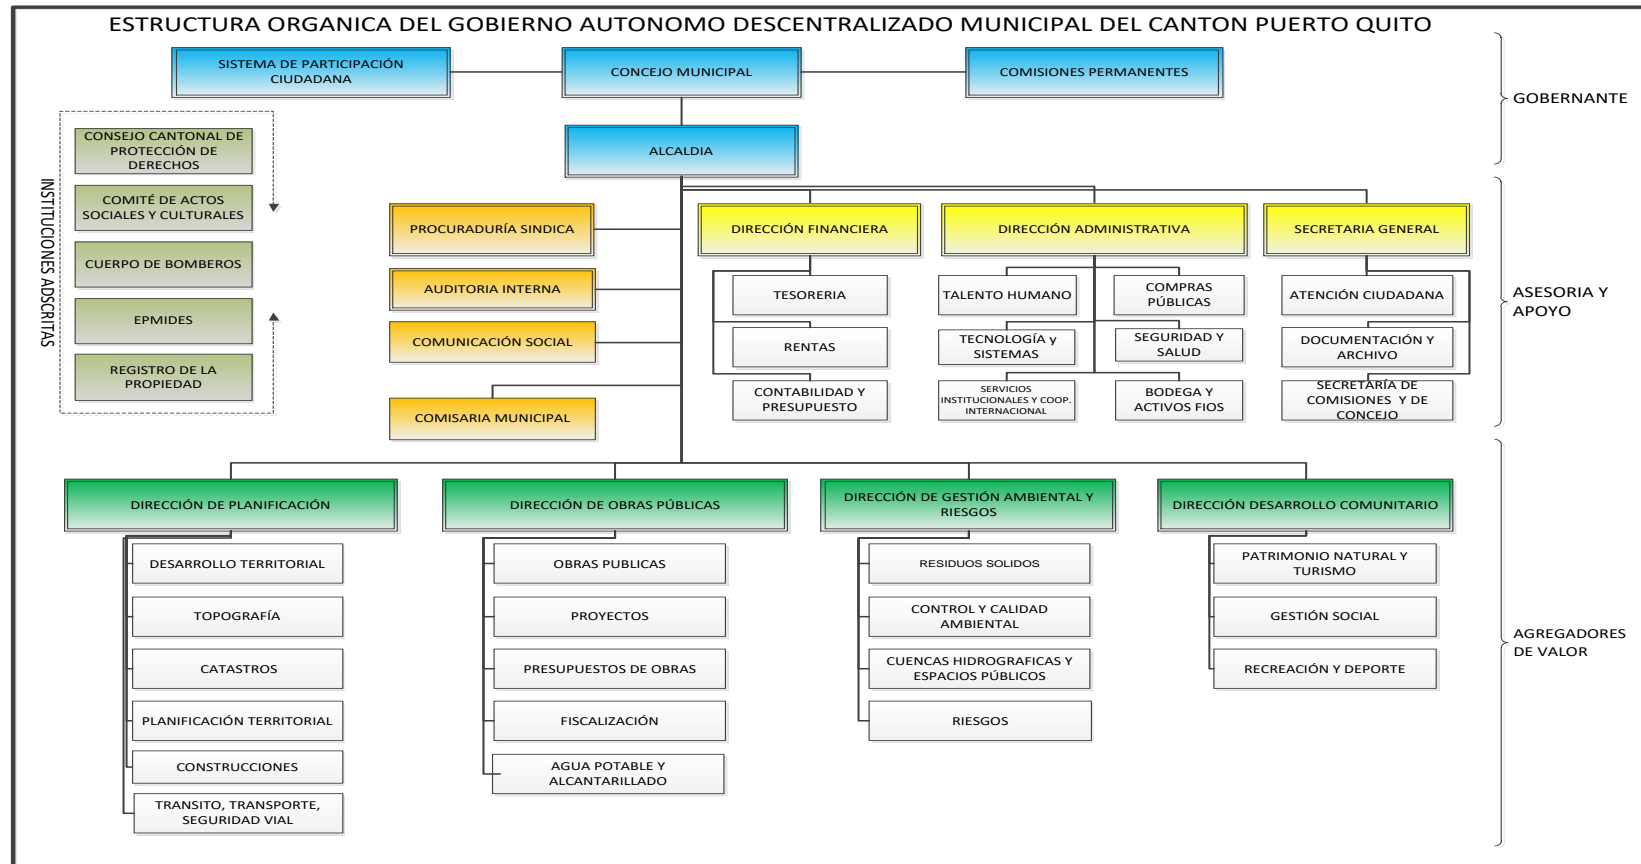 ESTRUCTURA ORGANICA DEL GOBIERNO AUTONOMO DESCENTRALIZADO MUNICIPAL DEL CANTON PUERTO QUITO
SISTEMA DE PARTICIPACIÓN
CIUDADANA
CONCEJO MUNICIPAL
COMISIONES PERMANENTES
GOBERNANTE
ALCALDIA
INSTITUCIONES ADSCRITAS
CONSEJO CANTONAL DE
PROTECCIÓN DE
DERECHOS
COMITÉ DE ACTOS
SOCIALES Y CULTURALES
CUERPO DE BOMBEROS
EPMIDES
REGISTRO DE LA
PROPIEDAD
PROCURADURÍA SINDICA
AUDITORIA INTERNA
COMUNICACIÓN SOCIAL
COMISARIA MUNICIPAL
DIRECCIÓN FINANCIERA
TESORERIA
RENTAS
CONTABILIDAD Y
PRESUPUESTO
DIRECCIÓN ADMINISTRATIVA
TALENTO HUMANO
COMPRAS
PÚBLICAS
TECNOLOGÍA y
SISTEMAS
SEGURIDAD Y
SALUD
SERVICIOS
INSTITUCIONALES Y COOP.
INTERNACIONAL
BODEGA Y
ACTIVOS FIOS
SECRETARIA GENERAL
ATENCIÓN CIUDADANA
DOCUMENTACIÓN Y
ARCHIVO
SECRETARÍA DE
COMISIONES Y DE
CONCEJO
ASESORIA Y
APOYO
DIRECCIÓN DE PLANIFICACIÓN
DESARROLLO TERRITORIAL
TOPOGRAFÍA
CATASTROS
PLANIFICACIÓN TERRITORIAL
CONSTRUCCIONES
TRANSITO, TRANSPORTE,
SEGURIDAD VIAL
DIRECCIÓN DE OBRAS PÚBLICAS
OBRAS PUBLICAS
PROYECTOS
PRESUPUESTOS DE OBRAS
FISCALIZACIÓN
AGUA POTABLE Y
ALCANTARILLADO
DIRECCIÓN DE GESTIÓN AMBIENTAL Y
RIESGOS
RESIDUOS SOLIDOS
CONTROL Y CALIDAD
AMBIENTAL
CUENCAS HIDROGRAFICAS Y
ESPACIOS PÚBLICOS
RIESGOS
DIRECCIÓN DESARROLLO COMUNITARIO
PATRIMONIO NATURAL Y
TURISMO
GESTIÓN SOCIAL
RECREACIÓN Y DEPORTE
AGREGADORES
DE VALOR